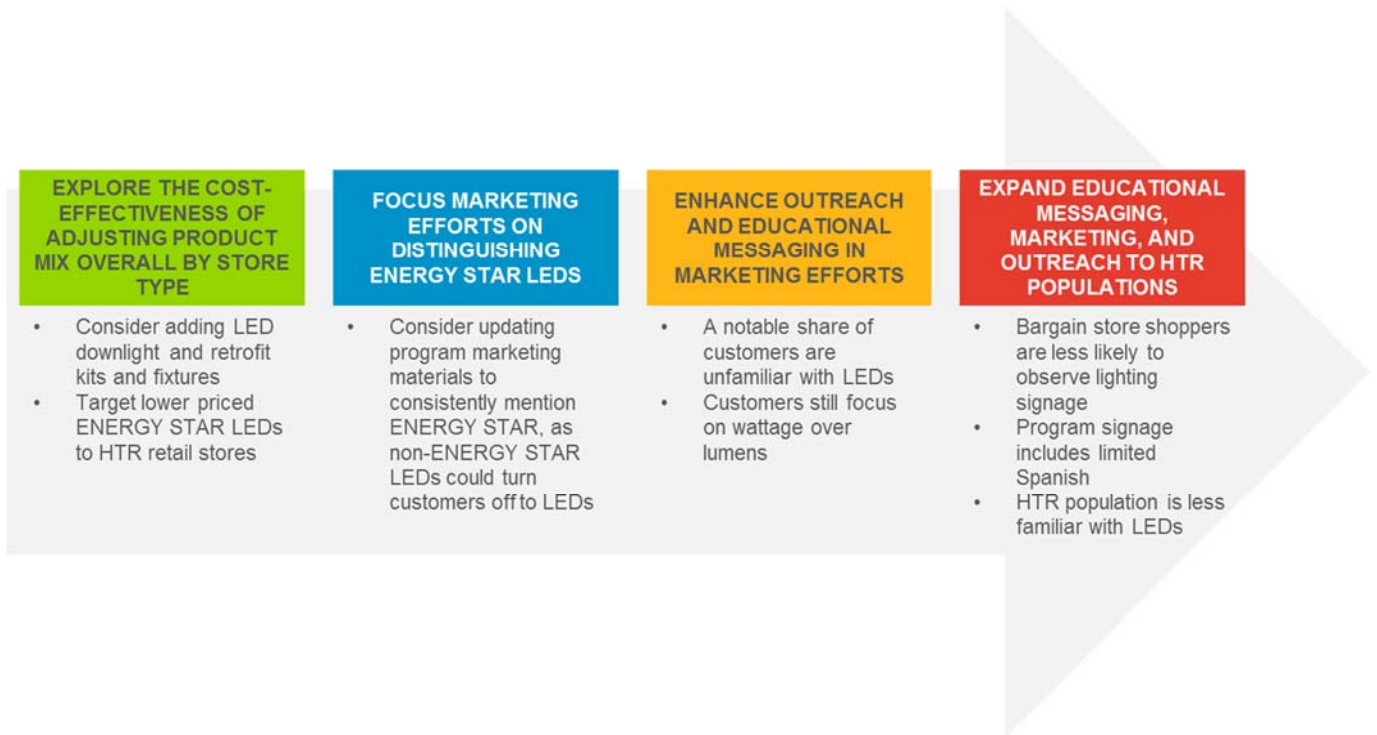 EXPLORE THE COST-
EFFECTIVENESS OF
ADJUSTING PRODUCT
MIX OVERALL BY STORE
TYPE
• Consider adding LED
downlight and retrofit
kits and fixtures
• Target lower priced
ENERGY STAR LEDs
to HTR retail stores
FOCUS MARKETING
EFFORTS ON
DISTINGUISHING
ENERGY STAR LEDS
• Consider updating
program marketing
materials to
consistently mention
ENERGY STAR, as
non-ENERGY STAR
LEDs could turn
customers off to LEDs
ENHANCE OUTREACH
AND EDUCATIONAL
MESSAGING IN
MARKETING EFFORTS
• A notable share of
customers are
unfamiliar with LEDs
• Customers still focus
on wattage over
lumens
EXPAND EDUCATIONAL
MESSAGING,
MARKETING, AND
OUTREACH TO HTR
POPULATIONS
• Bargain store shoppers
are less likely to
observe lighting
signage
• Program signage
includes limited
Spanish
• HTR population is less
familiar with LEDs